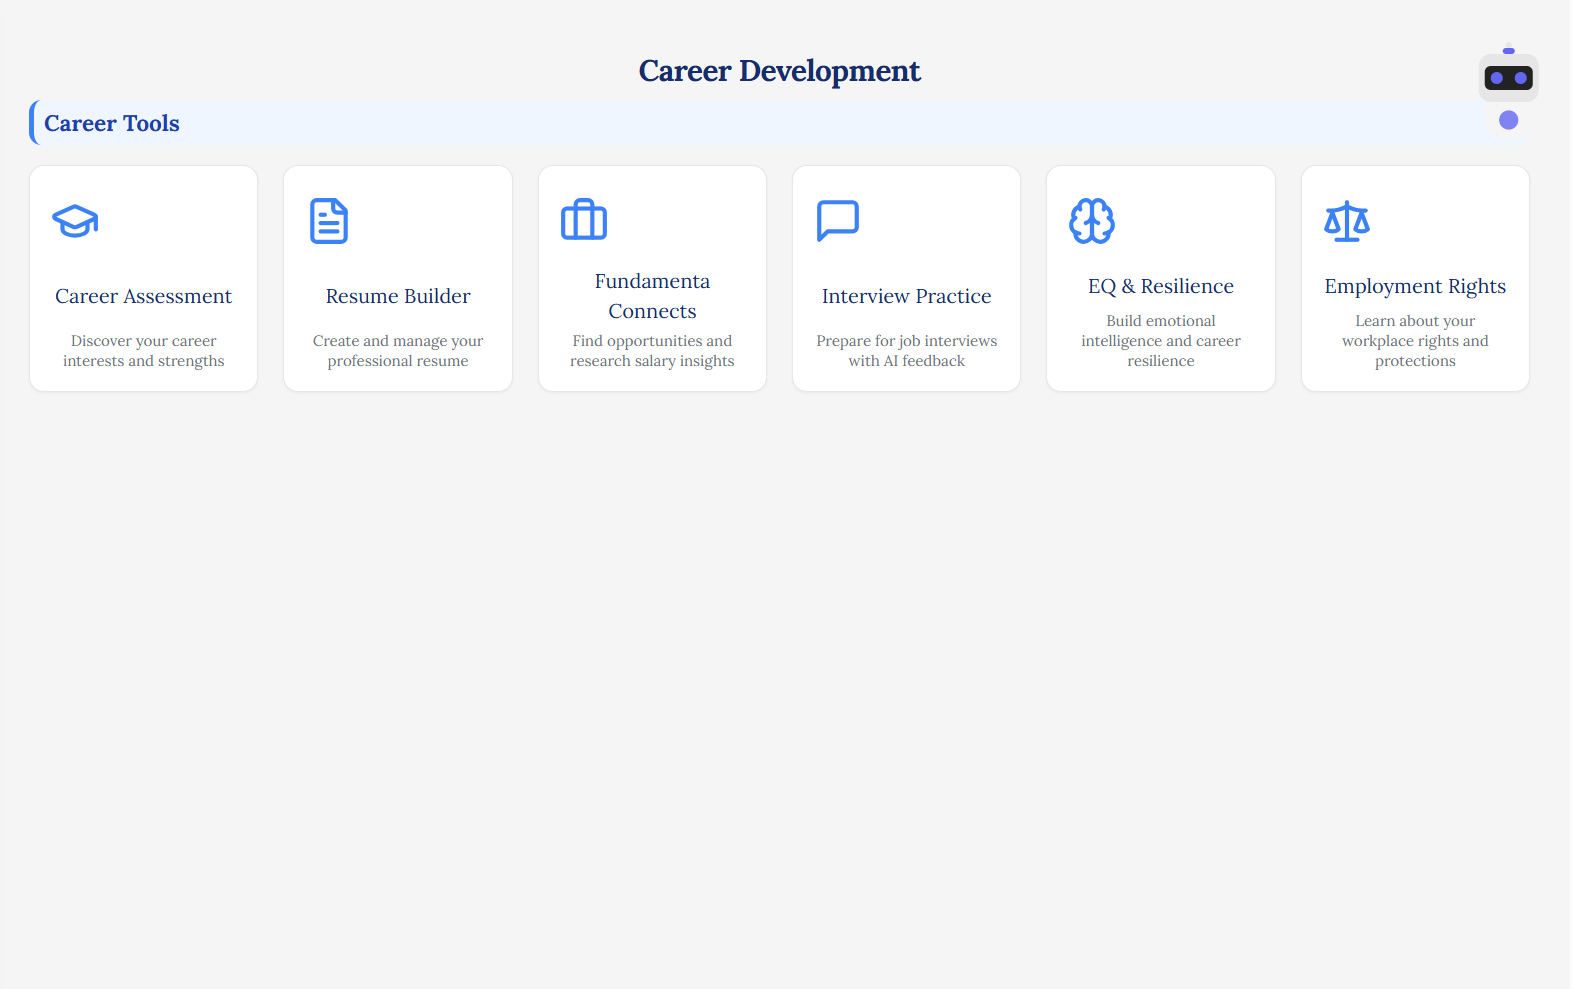 Career Development
Career Tools
Career Assessment
Discover your career
interests and strengths
Resume Builder
Create and manage your
professional resume
Fundamenta
Connects
Find opportunities and
research salary insights
Interview Practice
Prepare for job interviews
with AI feedback
EQ & Resilience
Build emotional
intelligence and career
resilience
Employment Rights
Learn about your
workplace rights and
protections